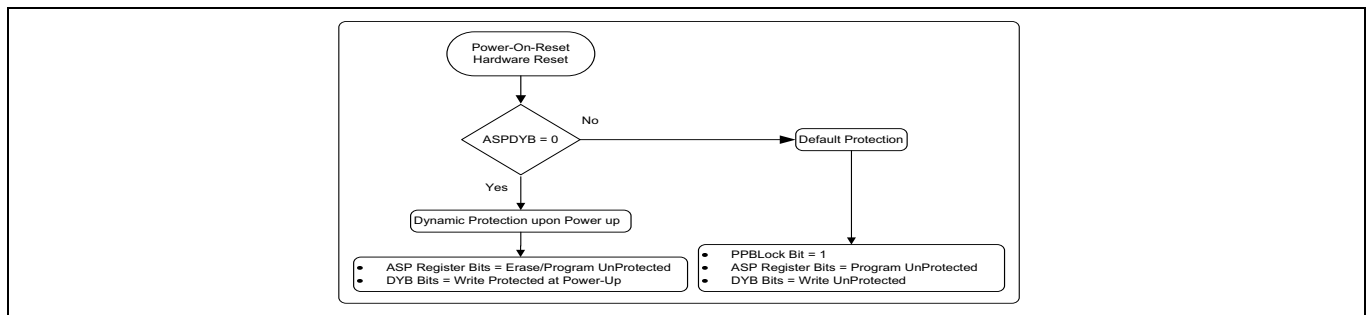 Power-On-Reset
Hardware Reset
ASPDYB = 0
No
Default Protection
Yes
Dynamic Protection upon Power up
• ASP Register Bits = Erase/Program UnProtected
• DYB Bits = Write Protected at Power-Up
• PPBLock Bit = 1
• ASP Register Bits = Program UnProtected
• DYB Bits = Write UnProtected